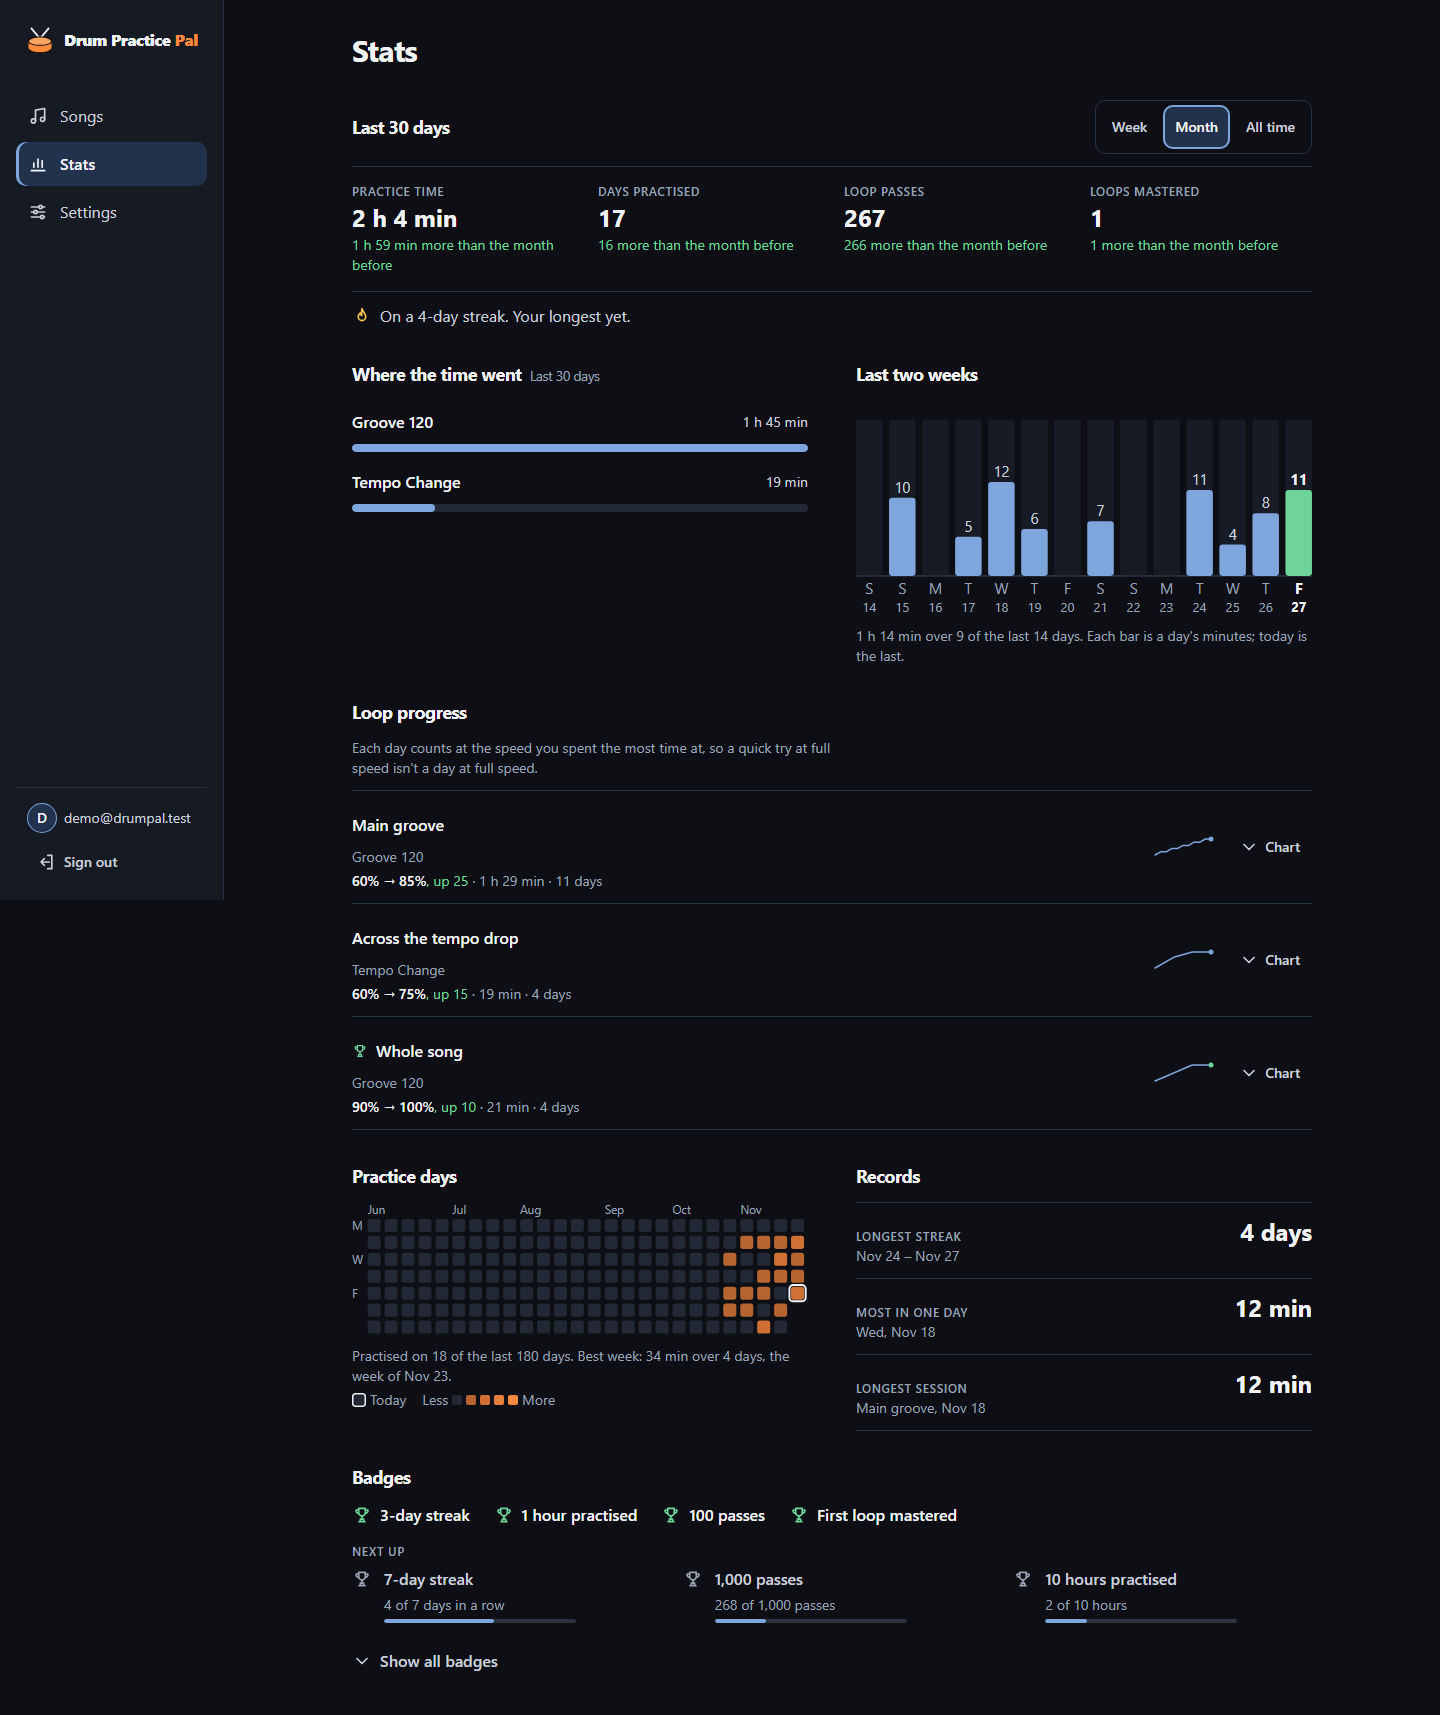 Drum Practice Pal
Songs
Stats
Settings
demo@drumpal.test
D
Sign out
Stats
Last 30 days
Week Month All time
PRACTICE TIME
2 h 4 min
1 h 59 min more than the month
before
DAYS PRACTISED
17
16 more than the month before
LOOP PASSES
267
266 more than the month before
LOOPS MASTERED
1
1 more than the month before
On a 4-day streak. Your longest yet.
Where the time went Last 30 days
Groove 120 1 h 45 min
Tempo Change 19 min
Last two weeks
10 5 12 6 7 11 4 8 11
S S M T W T F S S M T W T F
14 15 16 17 18 19 20 21 22 23 24 25 26 27
1 h 14 min over 9 of the last 14 days. Each bar is a day's minutes; today is
the last.
Loop progress
Each day counts at the speed you spent the most time at, so a quick try at full
speed isn't a day at full speed.
Main groove
Groove 120
60% → 85%, up 25 · 1 h 29 min · 11 days
Chart
Across the tempo drop
Tempo Change
60% → 75%, up 15 · 19 min · 4 days
Chart
Whole song
Groove 120
90% → 100%, up 10 · 21 min · 4 days
Chart
Practice days
Jun Jul Aug Sep Oct Nov
M
W
F
Practised on 18 of the last 180 days. Best week: 34 min over 4 days, the
week of Nov 23.
Today Less More
Records
LONGEST STREAK
Nov 24 – Nov 27
4 days
MOST IN ONE DAY
Wed, Nov 18
12 min
LONGEST SESSION
Main groove, Nov 18
12 min
Badges
3-day streak 1 hour practised 100 passes First loop mastered
NEXT UP
7-day streak
4 of 7 days in a row
1,000 passes
268 of 1,000 passes
10 hours practised
2 of 10 hours
Show all badges